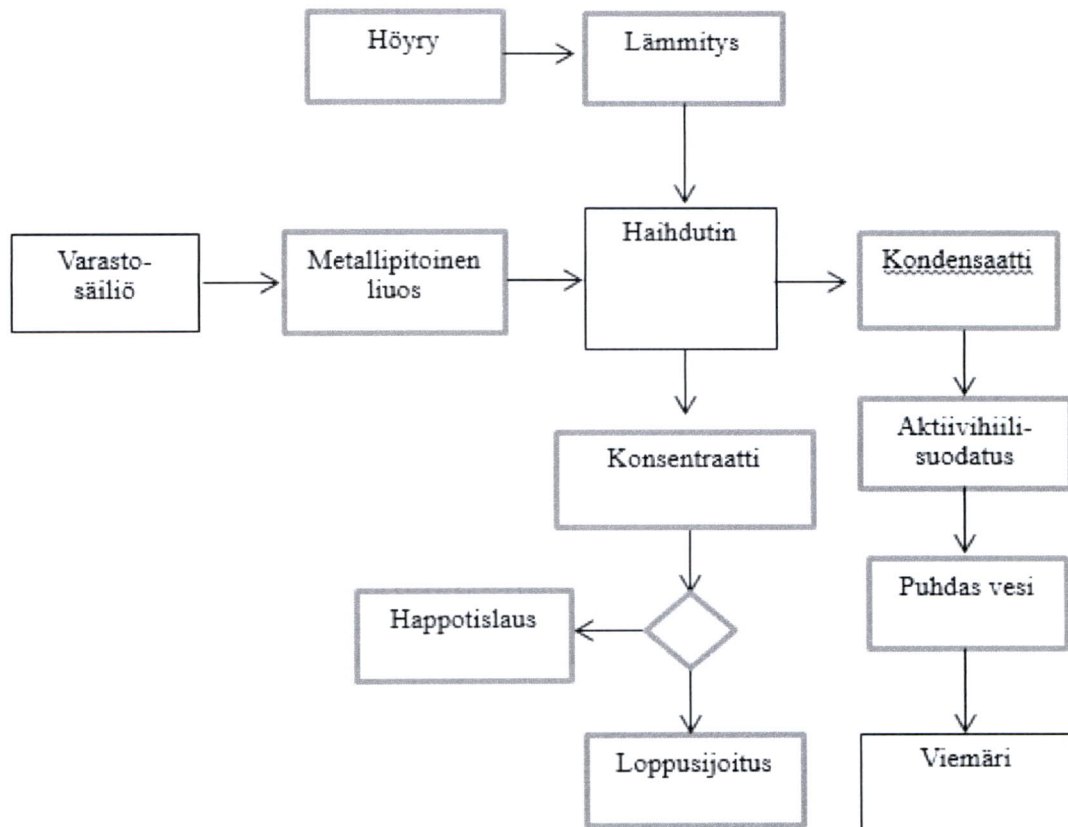 Höyry
Lämmitys
Varasto-
säiliö
Metallipitoinen
liuos
Haihdutin
Kondensaatti
Konsentraatti
Aktiivihiili-
suodatus
Happotislaus
Puhdas vesi
Loppusijoitus
Viemäri